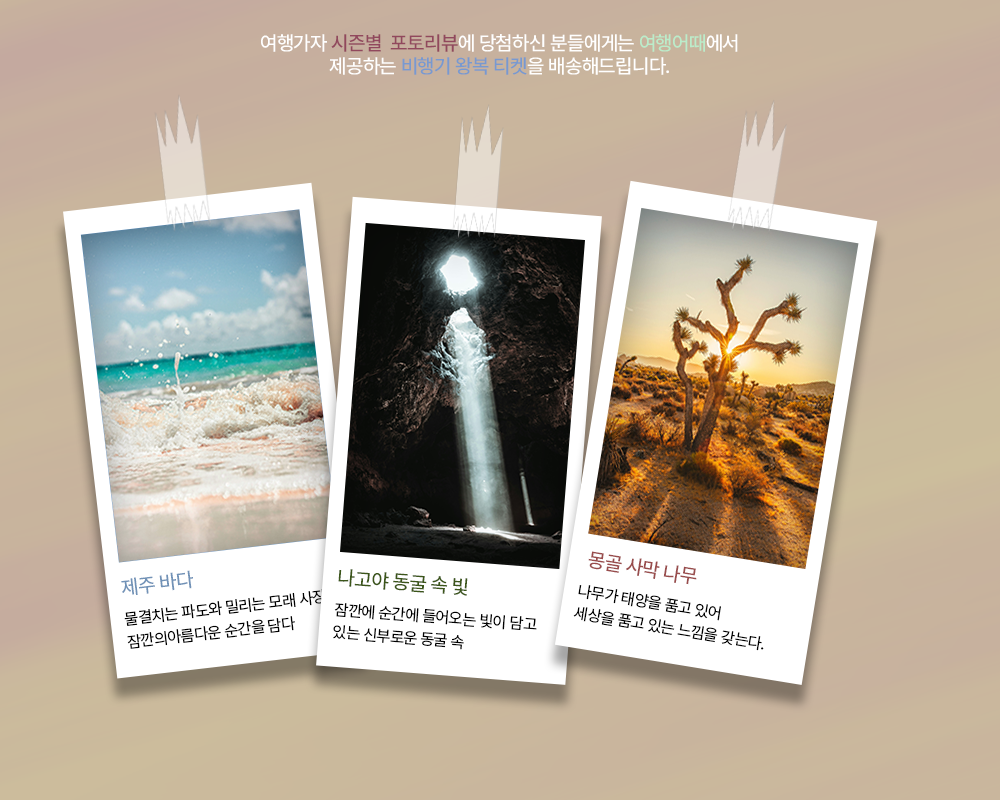 여행가자 시즌별 포토리뷰에 당첨하신 분들에게는 여행어때에서
제공하는 비행기 왕복 티켓을 배송해드립니다.
제주 바다
물결치는 파도와 밀리는 모래 사장
잠깐의아름다운 순간을 담다
나고야 동굴 속 빛
잠깐에 순간에 들어오는 빛이 담고
있는 신부로운 동굴 속
몽골 사막 나무
나무가 태양을 품고 있어
세상을 품고 있는 느낌을 갖는다.